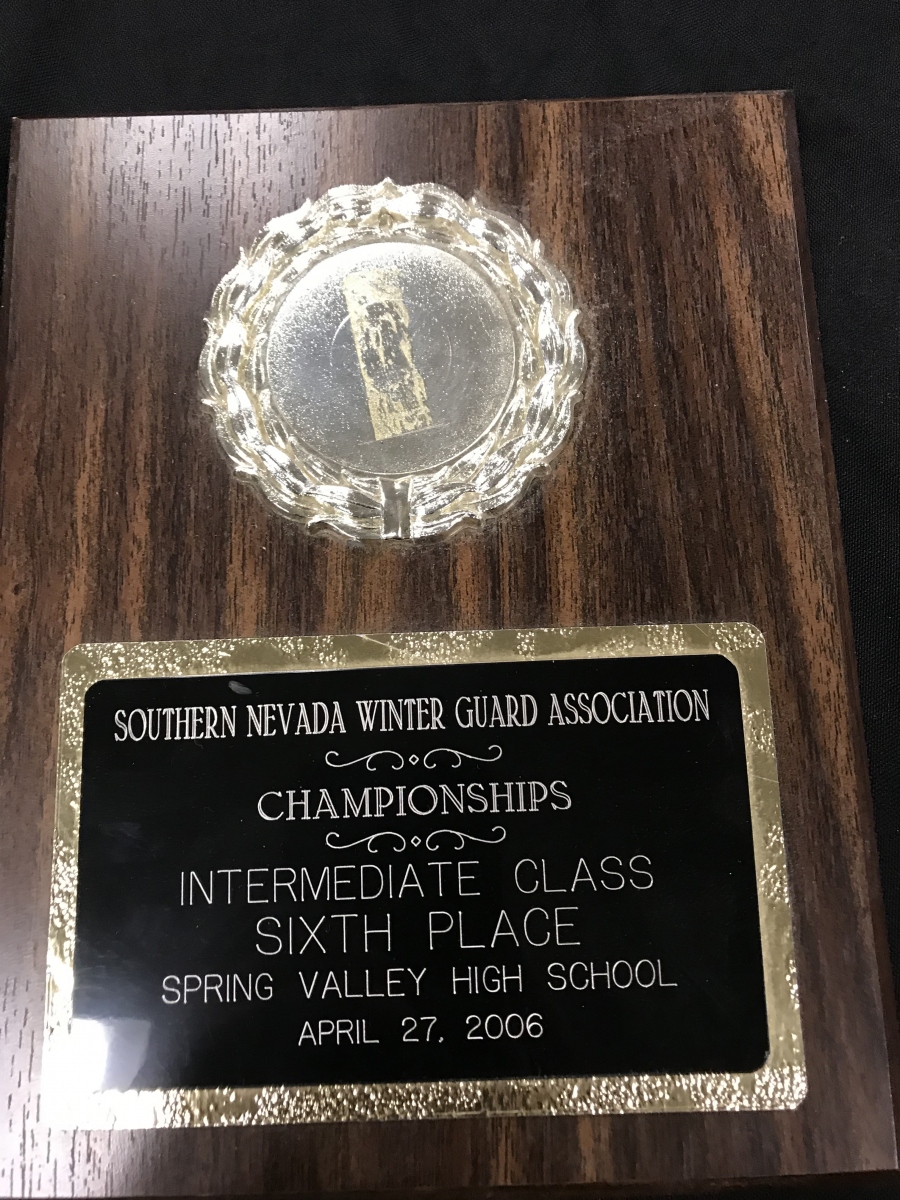 SOUTHERN NEVADA WINTER GUARD ASSOCIATION
CHAMPIONSHIPS
INTERMEDIATE CLASS
SIXTH PLACE
SPRING VALLEY HIGH SCHOOL
APRIL 27, 2006